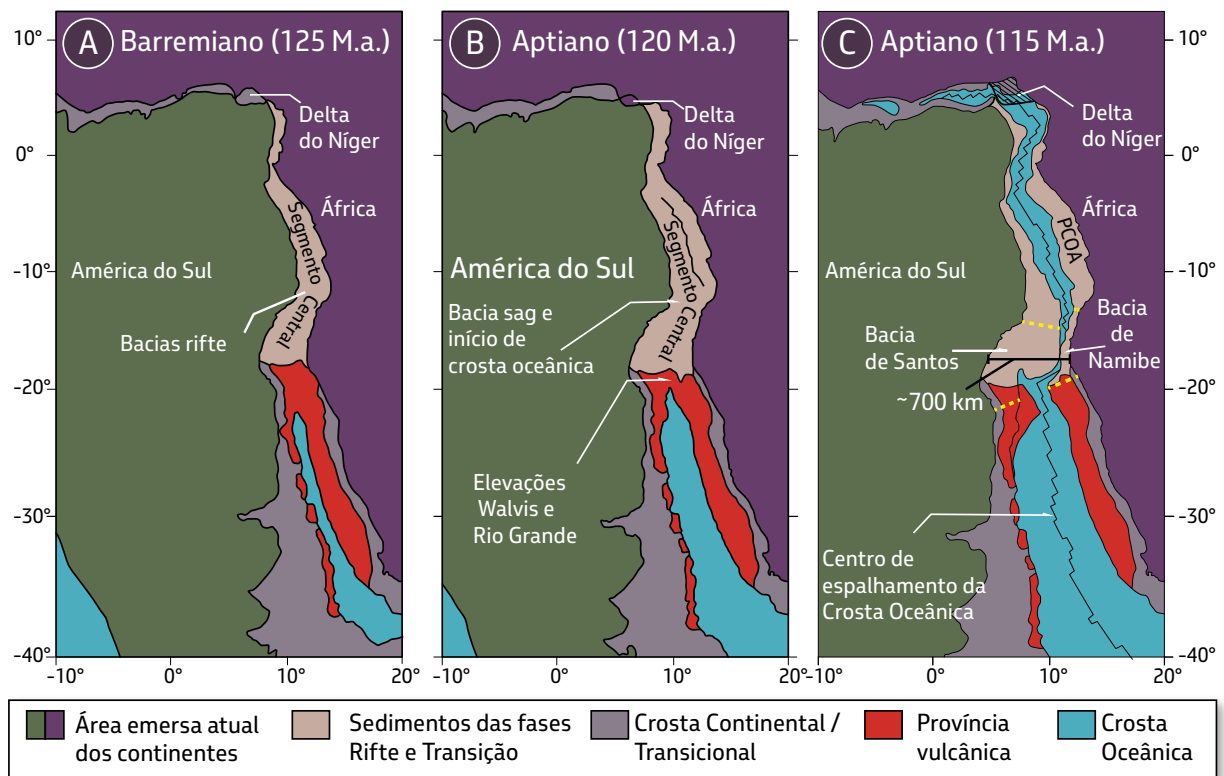 A Barremiano (125 M.a.)
10°
0°
-10°
-20°
-30°
-40°
-10°
0°
10°
20°
Delta
do Níger
África
Segmento Central
América do Sul
Bacias rifte
B Aptiano (120 M.a.)
Delta
do Níger
África
Segmento Central
América do Sul
Bacia sag e
início de
crosta oceânica
Elevações
Walvis e
Rio Grande
-10°
0°
10°
20°
C Aptiano (115 M.a.)
10°
0°
-10°
-20°
-30°
-40°
Delta
do Níger
África
PCOA
América do Sul
Bacia
de Santos
Bacia
de
Namibe
~700 km
Centro de
espalhamento da
Crosta Oceânica
-10°
0°
10°
20°
Área emersa atual
dos continentes
Sedimentos das fases
Rifte e Transição
Crosta Continental /
Transicional
Província
vulcânica
Crosta
Oceânica